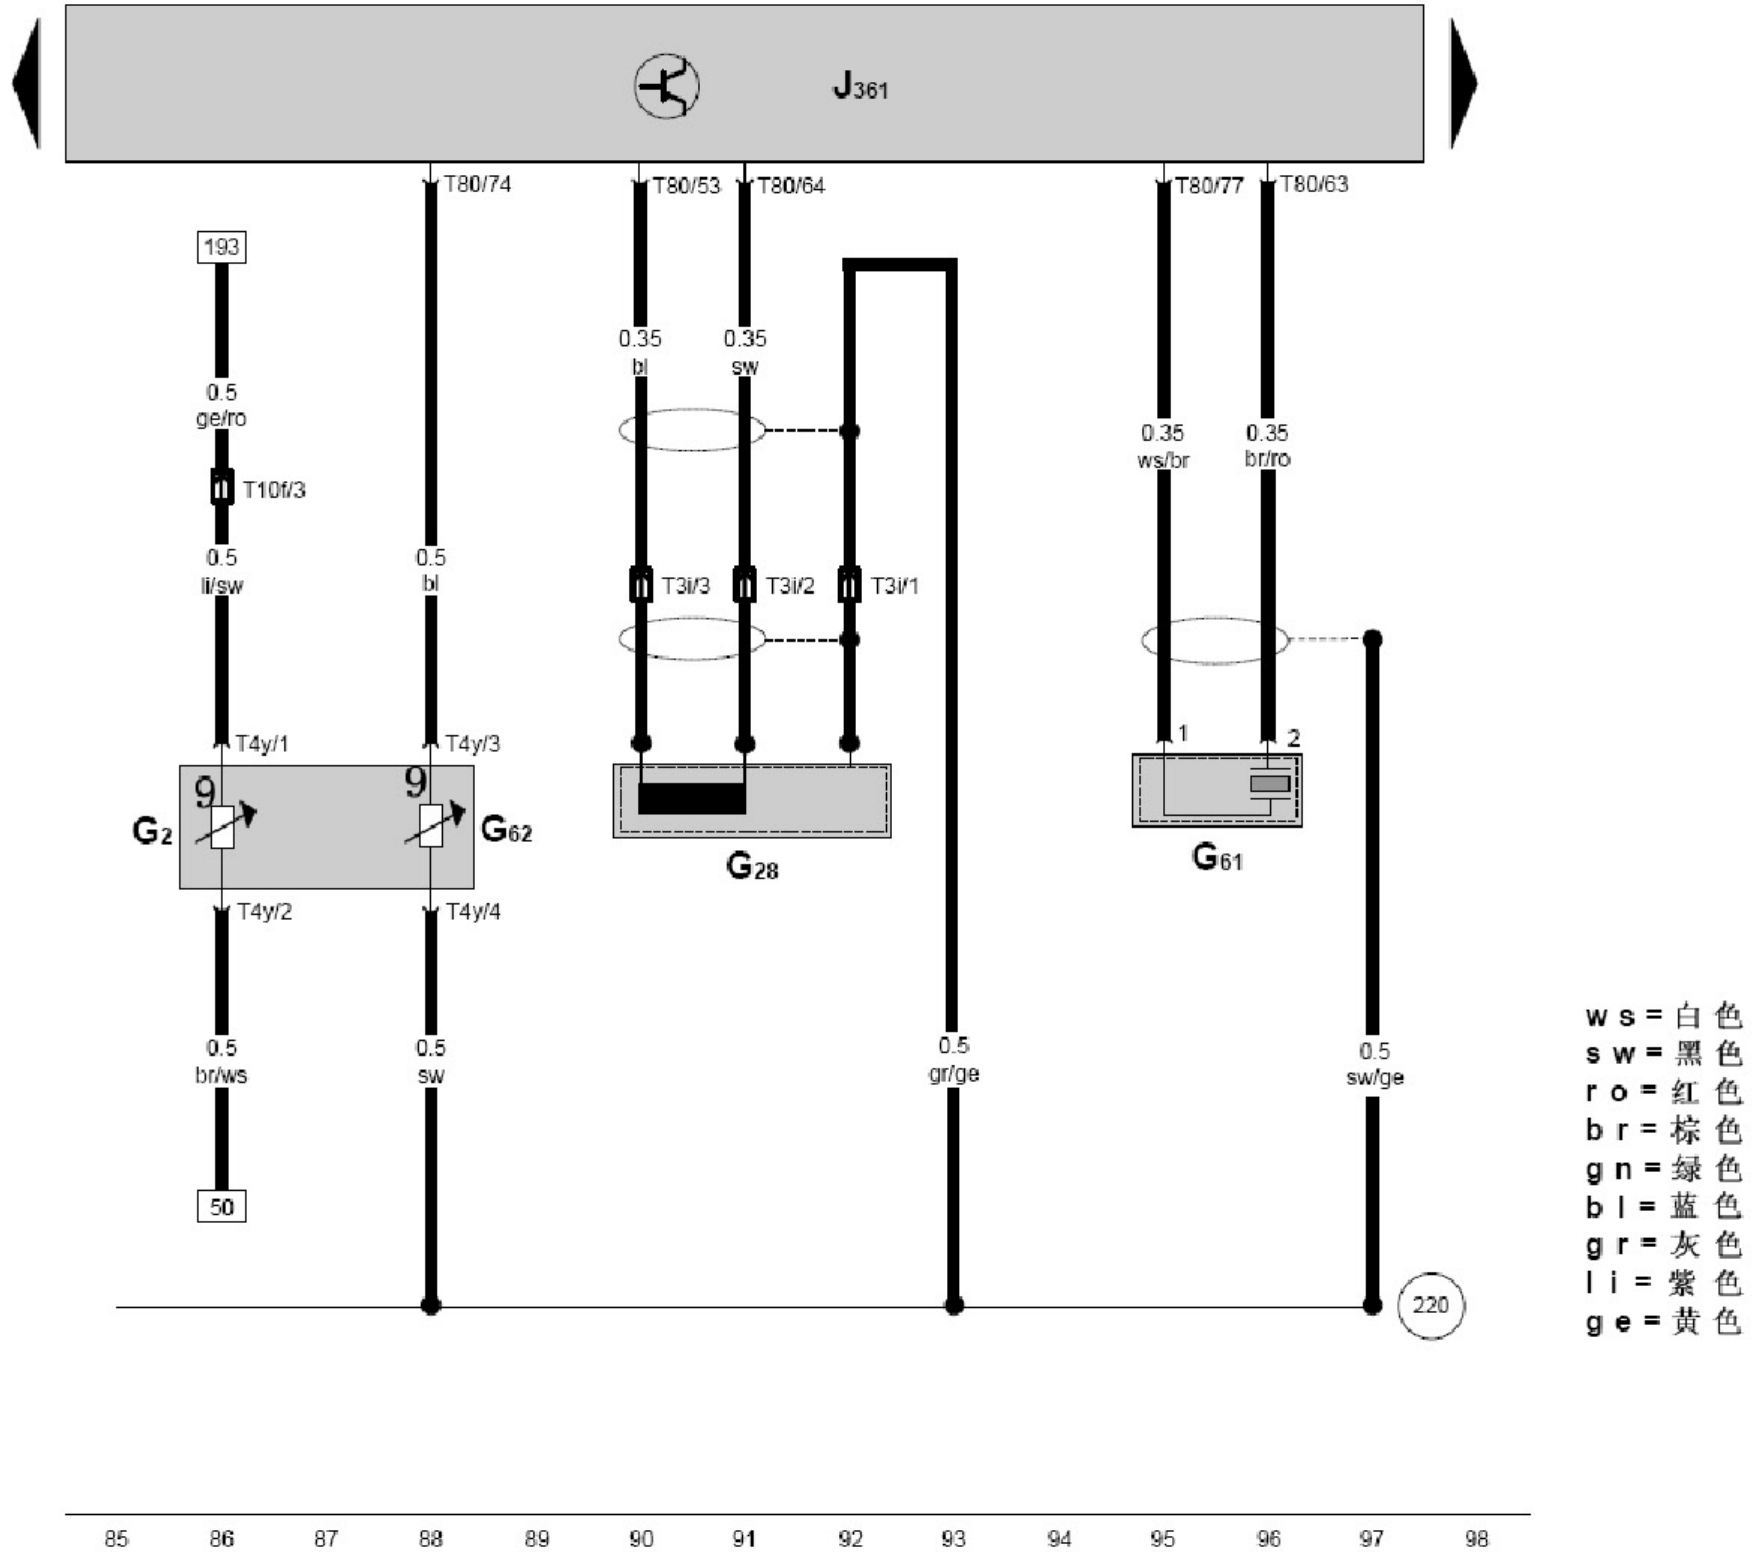 J361
T80/74
T80/53
T80/64
T80/77
T80/63
193
0.35
bl
0.35
sw
0.5
ge/ro
0.35
ws/br
0.35
br/ro
T10f/3
0.5
li/sw
0.5
bl
T3i/3
T3i/2
T3i/1
T4y/1
T4y/3
1
2
9
9
G2
G62
G28
G61
T4y/2
T4y/4
0.5
br/ws
0.5
sw
0.5
gr/ge
0.5
sw/ge
50
220
ws=白色
sw=黑色
ro=红色
br=棕色
gn=绿色
bl=蓝色
gr=灰色
li=紫色
ge=黄色
85 86 87 88 89 90 91 92 93 94 95 96 97 98